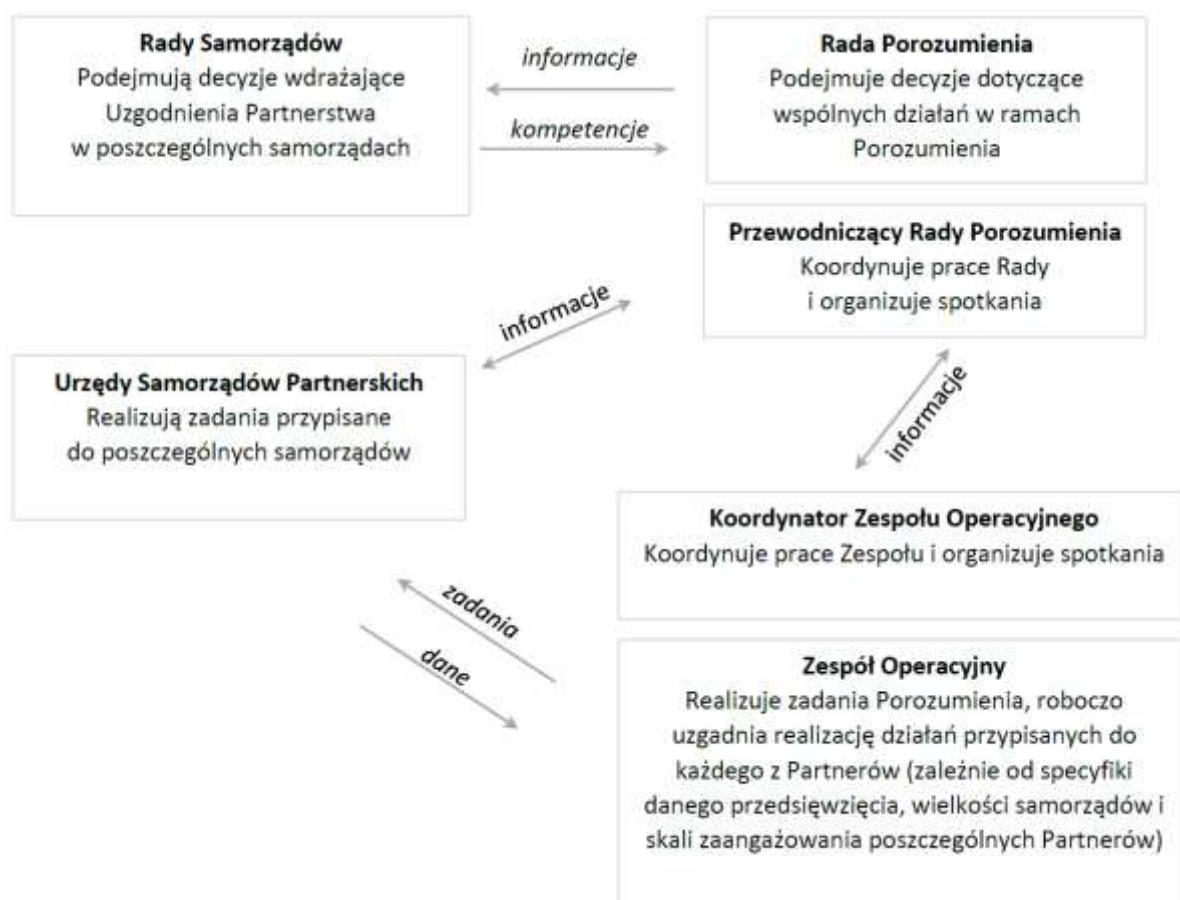 Rady Samorządów
Podejmują decyzje wdrażające
Uzgodnienia Partnerstwa
w poszczególnych samorządach
informacje
kompetencje
Rada Porozumienia
Podejmuje decyzje dotyczące
wspólnych działań w ramach
Porozumienia
Przewodniczący Rady Porozumienia
Koordynuje prace Rady
i organizuje spotkania
informacje
Urzędy Samorządów Partnerskich
Realizują zadania przypisane
do poszczególnych samorządów
informacje
Koordynator Zespołu Operacyjnego
Koordynuje prace Zespołu i organizuje spotkania
zadania
dane
Zespół Operacyjny
Realizuje zadania Porozumienia, roboczo
uzgadnia realizację działań przypisanych do
każdego z Partnerów (zależnie od specyfiki
danego przedsięwzięcia, wielkości samorządów i
skali zaangażowania poszczególnych Partnerów)